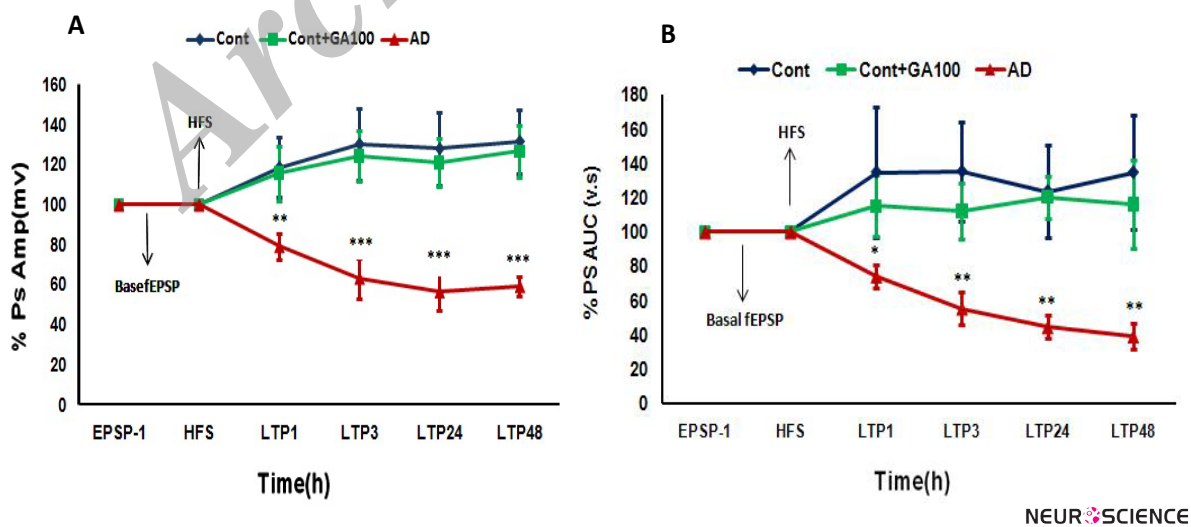 A
Arc
Cont Cont+GA100 AD
% Ps Amp(mv)
160
140
120
100
80
60
40
20
0
HFS
BasefEPSP
**
***
***
***
EPSP-1 HFS LTP1 LTP3 LTP24 LTP48
Time(h)
B
Cont Cont+GA100 AD
%PS AUC (v.s)
180
160
140
120
100
80
60
40
20
0
HFS
Basal fEPSP
*
**
**
**
EPSP-1 HFS LTP1 LTP3 LTP24 LTP48
Time(h)
NEUROSCIENCE